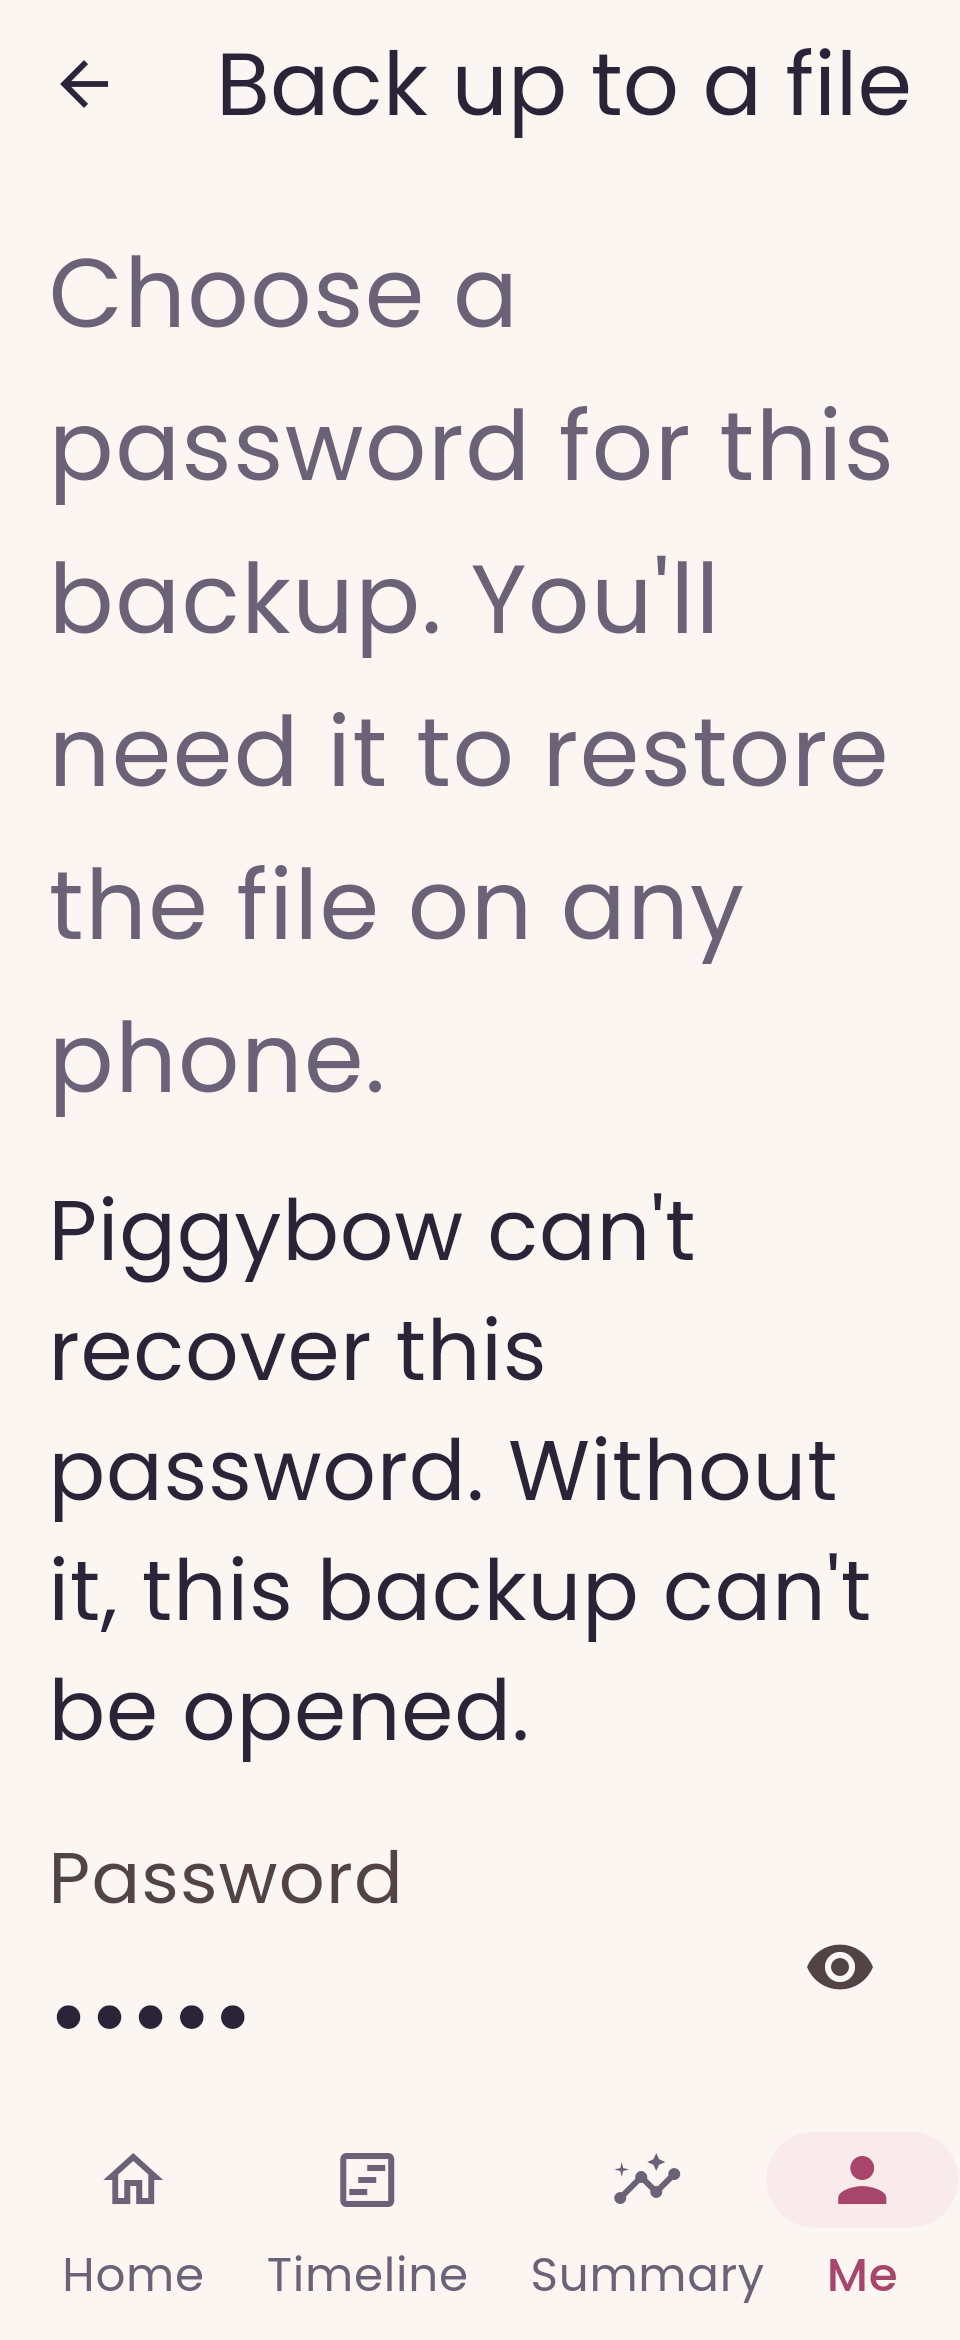 Back up to a file
Choose a
password for this
backup. You'll
need it to restore
the file on any
phone.
Piggybow can't
recover this
password. Without
it, this backup can't
be opened.
Password
•••••
Home
Timeline
Summary
Me